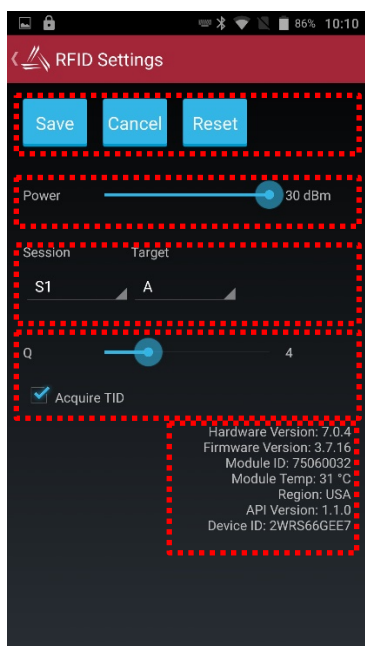 86% 10:10
RFID Settings
Save Cancel Reset
Power 30 dBm
Session Target
S1 A
Q 4
Acquire TID
Hardware Version: 7.0.4
Firmware Version: 3.7.16
Module ID: 75060032
Module Temp: 31 °C
Region: USA
API Version: 1.1.0
Device ID: 2WRS66GEE7